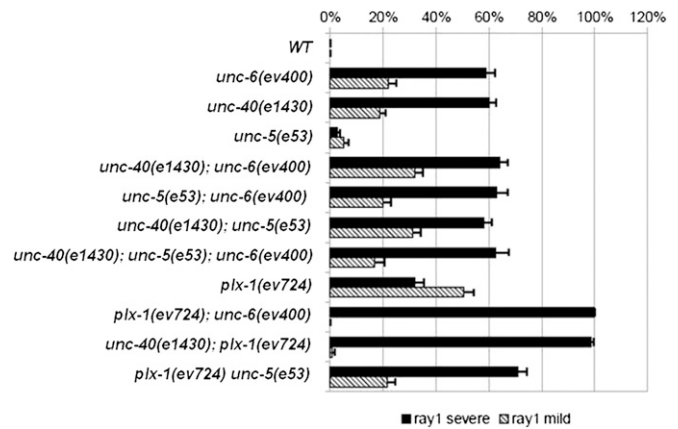 0% 20% 40% 60% 80% 100% 120%
WT
unc-6(ev400)
unc-40(e1430)
unc-5(e53)
unc-40(e1430); unc-6(ev400)
unc-5(e53); unc-6(ev400)
unc-40(e1430); unc-5(e53)
unc-40(e1430); unc-5(e53); unc-6(ev400)
plx-1(ev724)
plx-1(ev724); unc-6(ev400)
unc-40(e1430); plx-1(ev724)
plx-1(ev724) unc-5(e53)
ray1 severe ray1 mild